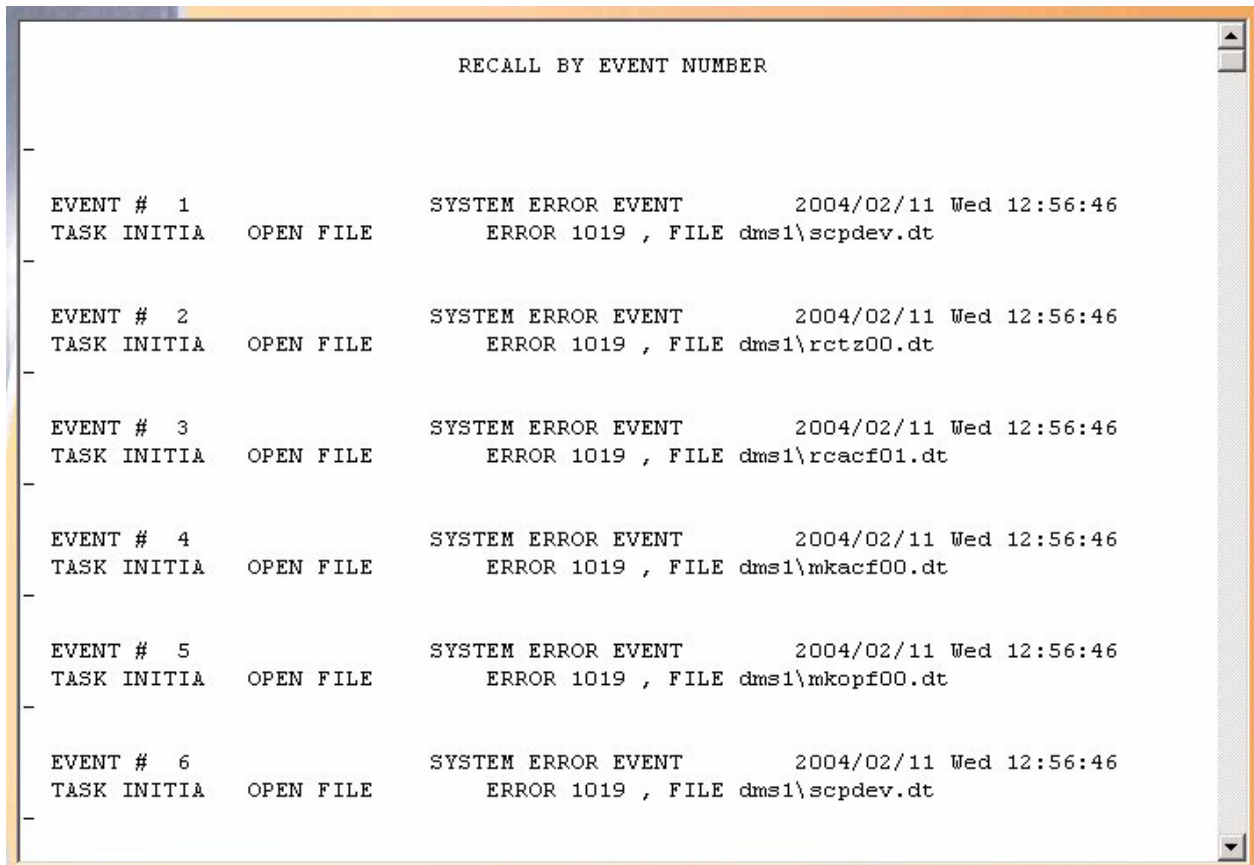 RECALL BY EVENT NUMBER
EVENT # 1 SYSTEM ERROR EVENT 2004/02/11 Wed 12:56:46
TASK INITIA OPEN FILE ERROR 1019 , FILE dms1\scpdev.dt
EVENT # 2 SYSTEM ERROR EVENT 2004/02/11 Wed 12:56:46
TASK INITIA OPEN FILE ERROR 1019 , FILE dms1\rctz00.dt
EVENT # 3 SYSTEM ERROR EVENT 2004/02/11 Wed 12:56:46
TASK INITIA OPEN FILE ERROR 1019 , FILE dms1\rcacf01.dt
EVENT # 4 SYSTEM ERROR EVENT 2004/02/11 Wed 12:56:46
TASK INITIA OPEN FILE ERROR 1019 , FILE dms1\mkacf00.dt
EVENT # 5 SYSTEM ERROR EVENT 2004/02/11 Wed 12:56:46
TASK INITIA OPEN FILE ERROR 1019 , FILE dms1\mkopf00.dt
EVENT # 6 SYSTEM ERROR EVENT 2004/02/11 Wed 12:56:46
TASK INITIA OPEN FILE ERROR 1019 , FILE dms1\scpdev.dt